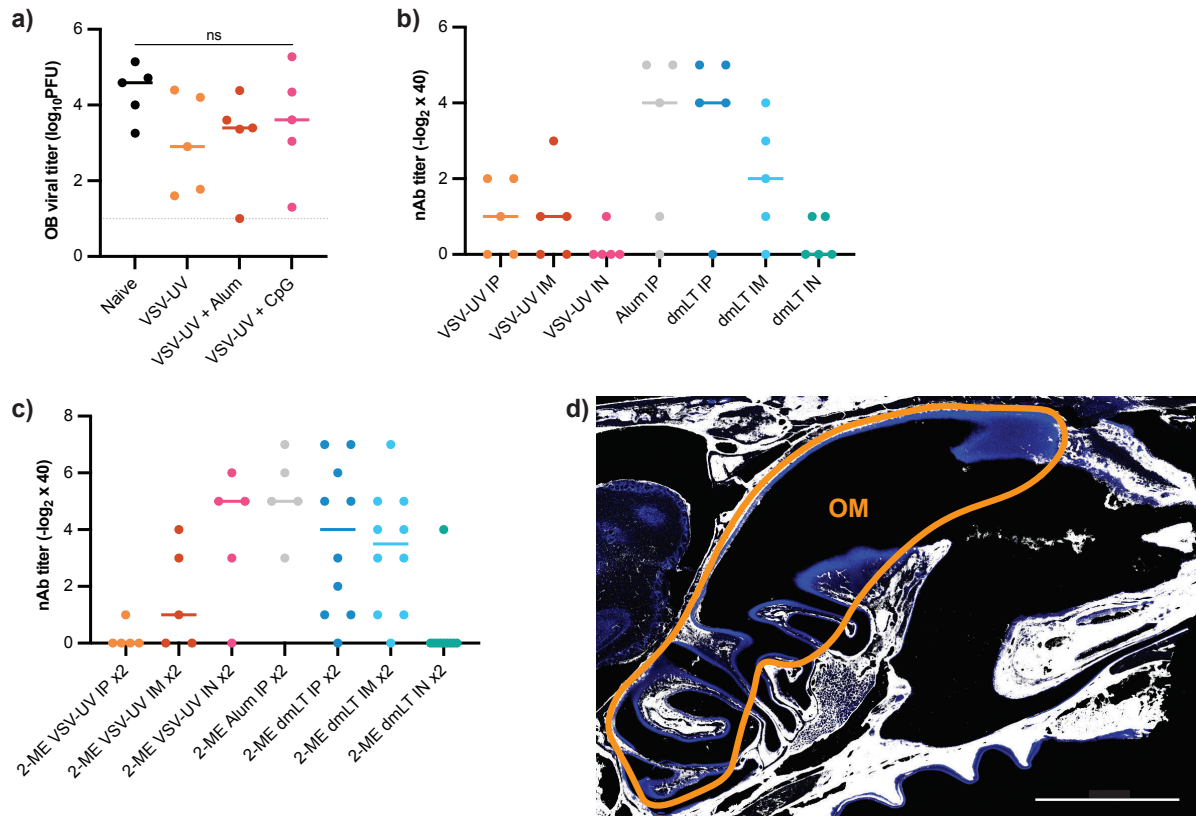 a)
ns
OB viral titer (log₁₀PFU)
6
4
2
0
Naive
VSV-UV
VSV-UV + Alum
VSV-UV + CpG
b)
nAb titer (-log₂ x 40)
6
4
2
0
VSV-UV IP
VSV-UV IM
VSV-UV IN
Alum IP
dmLT IP
dmLT IM
dmLT IN
c)
nAb titer (-log₂ x 40)
8
6
4
2
0
2-ME VSV-UV IP x2
2-ME VSV-UV IM x2
2-ME VSV-UV IN x2
2-ME Alum IP x2
2-ME dmLT IP x2
2-ME dmLT IM x2
2-ME dmLT IN x2
d)
OM